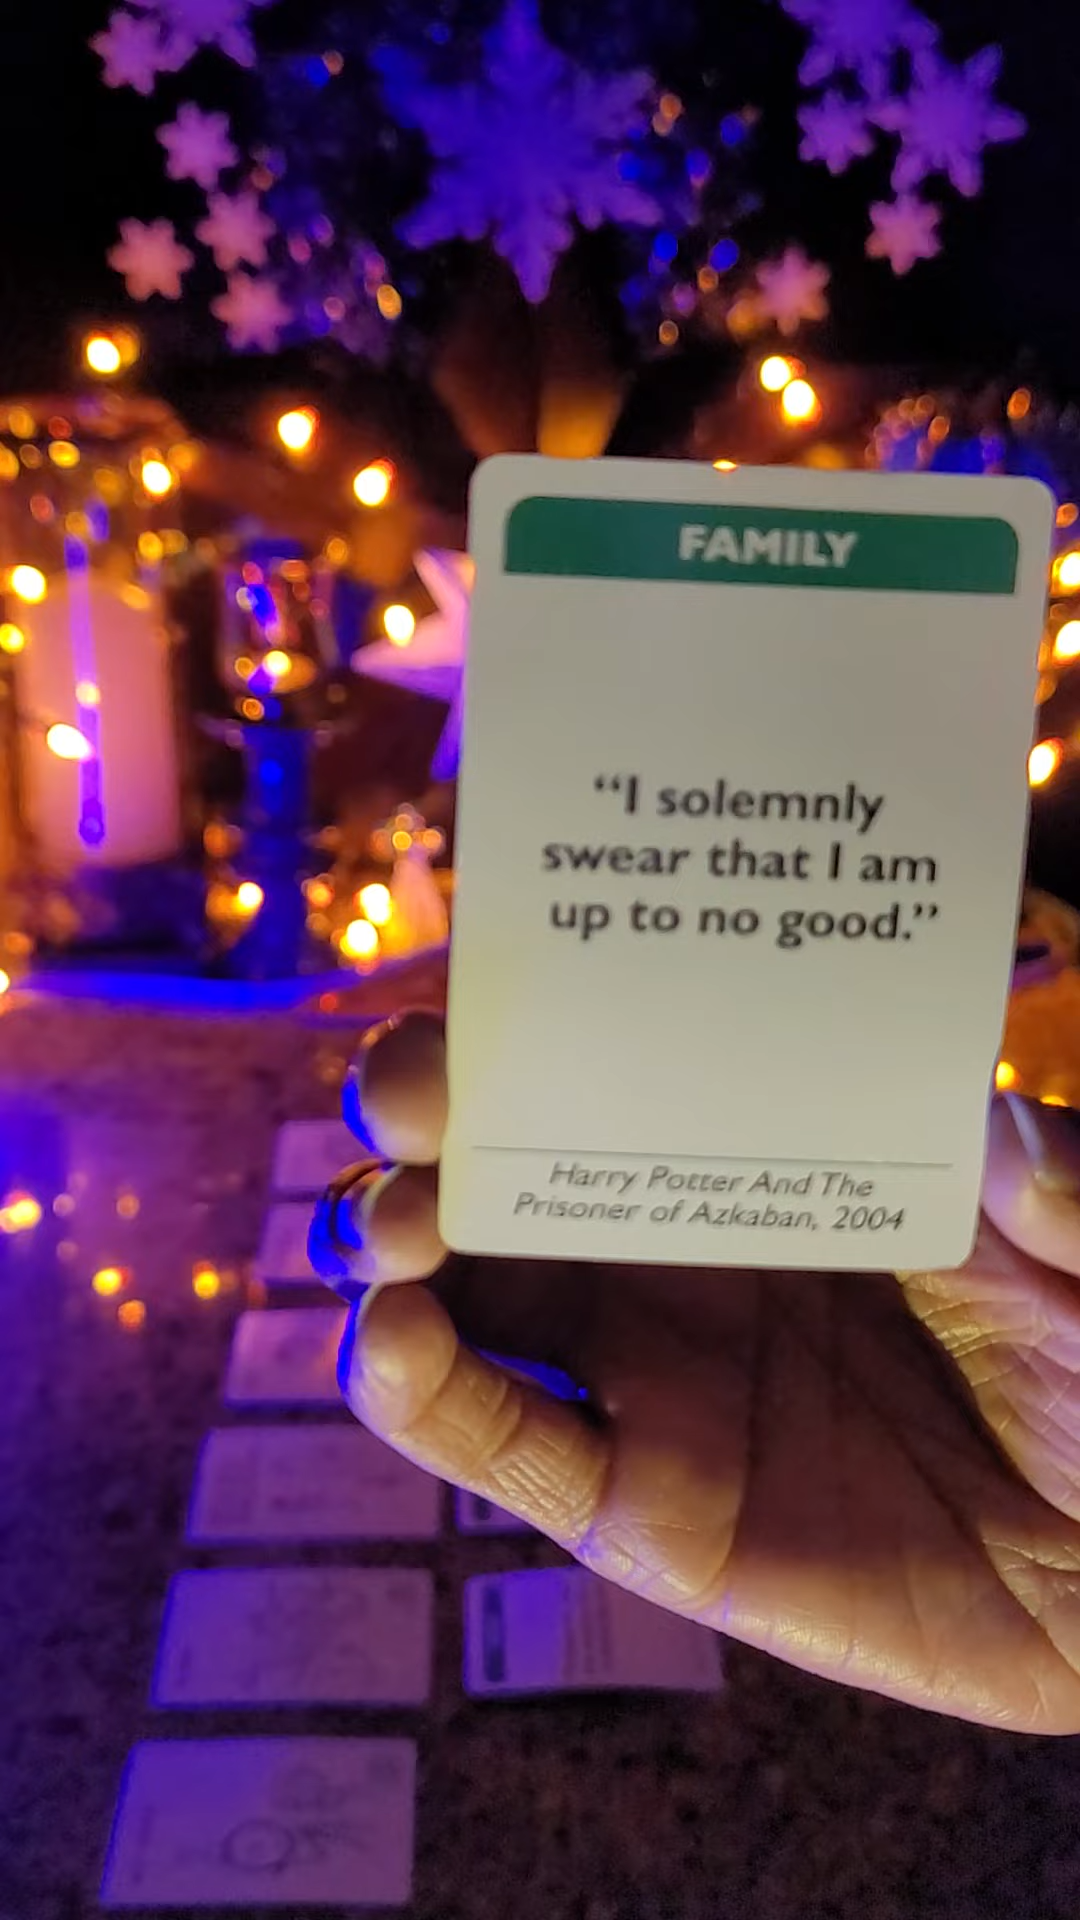 FAMILY
“I solemnly
swear that I am
up to no good.”
Harry Potter And The
Prisoner of Azkaban, 2004